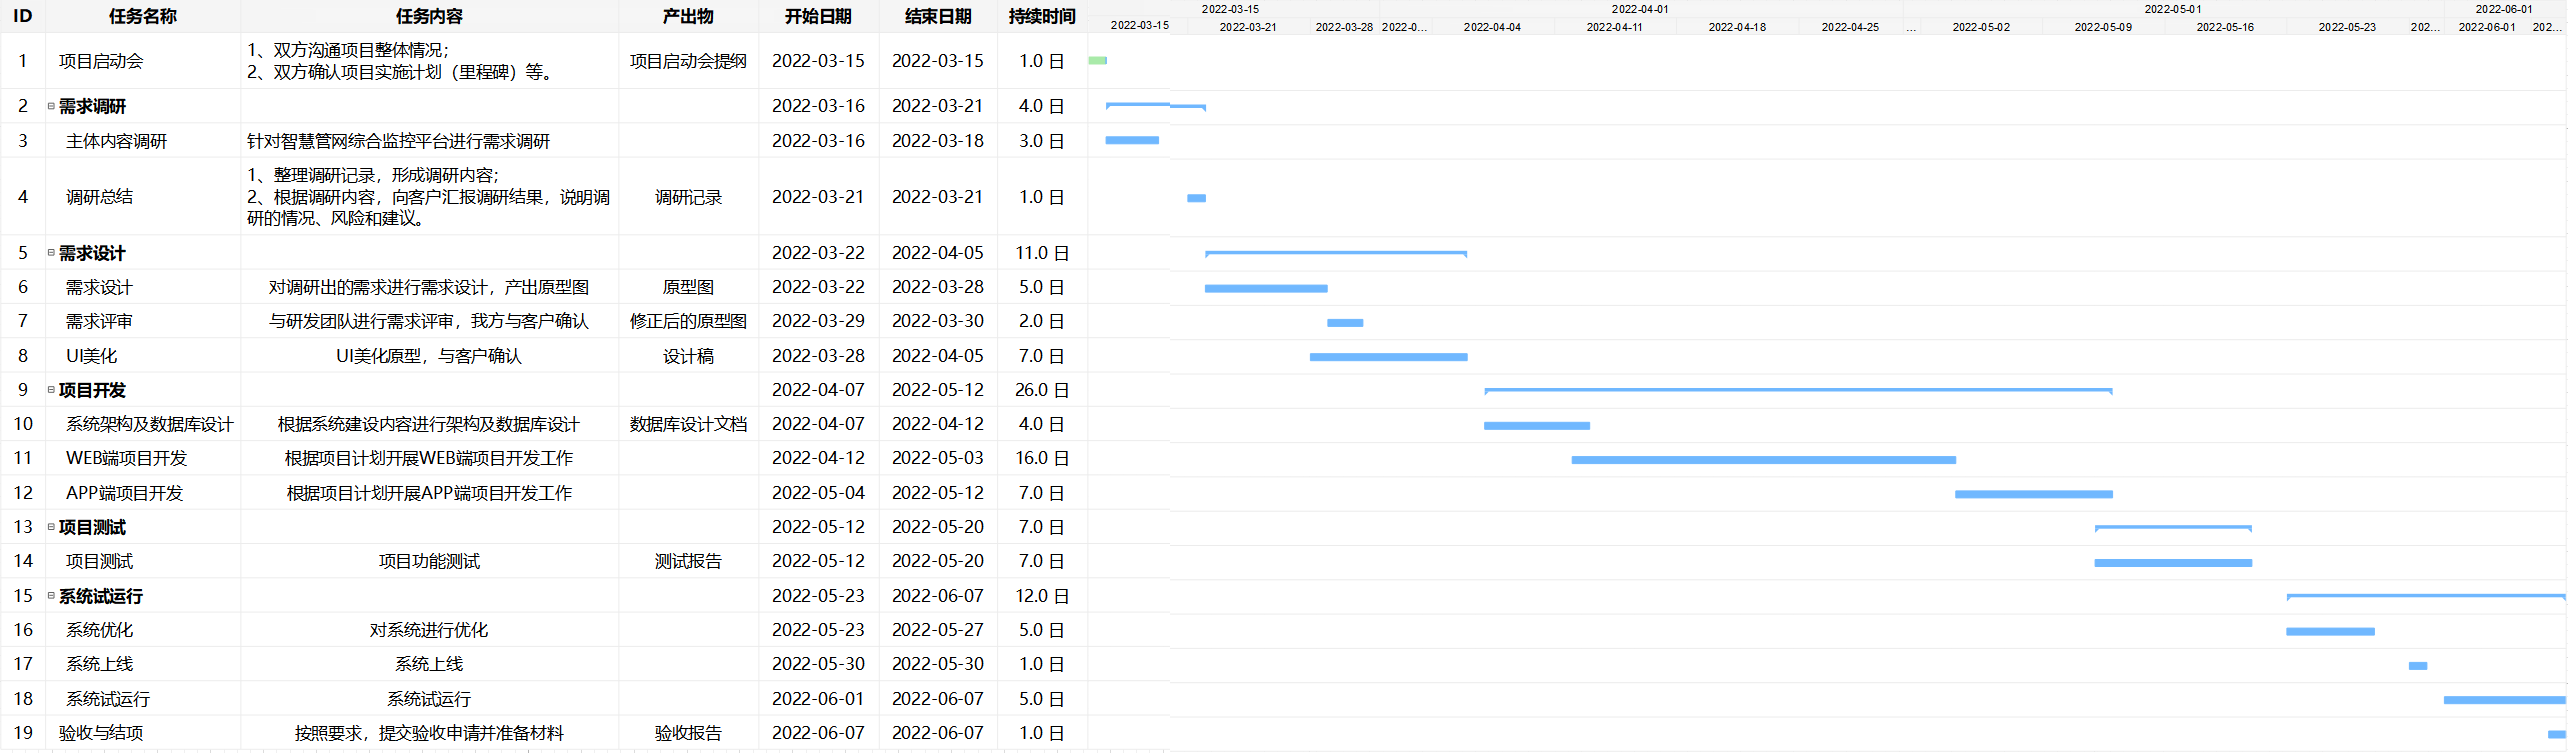 ID 任务名称 任务内容 产出物 开始日期 结束日期 持续时间 2022-03-15 2022-04-01 2022-05-01 2022-06-01
2022-03-15 2022-03-21 2022-03-28 2022-0... 2022-04-04 2022-04-11 2022-04-18 2022-04-25 ... 2022-05-02 2022-05-09 2022-05-16 2022-05-23 202... 2022-06-01 202...
1 项目启动会 1、双方沟通项目整体情况；
2、双方确认项目实施计划（里程碑）等。 项目启动会提纲 2022-03-15 2022-03-15 1.0 日
2 需求调研 2022-03-16 2022-03-21 4.0 日
3 主体内容调研 针对智慧管网综合监控平台进行需求调研 2022-03-16 2022-03-18 3.0 日
4 调研总结 1、整理调研记录，形成调研内容；
2、根据调研内容，向客户汇报调研结果，说明调
研的情况、风险和建议。 调研记录 2022-03-21 2022-03-21 1.0 日
5 需求设计 2022-03-22 2022-04-05 11.0 日
6 需求设计 对调研出的需求进行需求设计，产出原型图 原型图 2022-03-22 2022-03-28 5.0 日
7 需求评审 与研发团队进行需求评审，我方与客户确认 修正后的原型图 2022-03-29 2022-03-30 2.0 日
8 UI美化 UI美化原型，与客户确认 设计稿 2022-03-28 2022-04-05 7.0 日
9 项目开发 2022-04-07 2022-05-12 26.0 日
10 系统架构及数据库设计 根据系统建设内容进行架构及数据库设计 数据库设计文档 2022-04-07 2022-04-12 4.0 日
11 WEB端项目开发 根据项目计划开展WEB端项目开发工作 2022-04-12 2022-05-03 16.0 日
12 APP端项目开发 根据项目计划开展APP端项目开发工作 2022-05-04 2022-05-12 7.0 日
13 项目测试 2022-05-12 2022-05-20 7.0 日
14 项目测试 项目功能测试 测试报告 2022-05-12 2022-05-20 7.0 日
15 系统试运行 2022-05-23 2022-06-07 12.0 日
16 系统优化 对系统进行优化 2022-05-23 2022-05-27 5.0 日
17 系统上线 系统上线 2022-05-30 2022-05-30 1.0 日
18 系统试运行 系统试运行 2022-06-01 2022-06-07 5.0 日
19 验收与结项 按照要求，提交验收申请并准备材料 验收报告 2022-06-07 2022-06-07 1.0 日